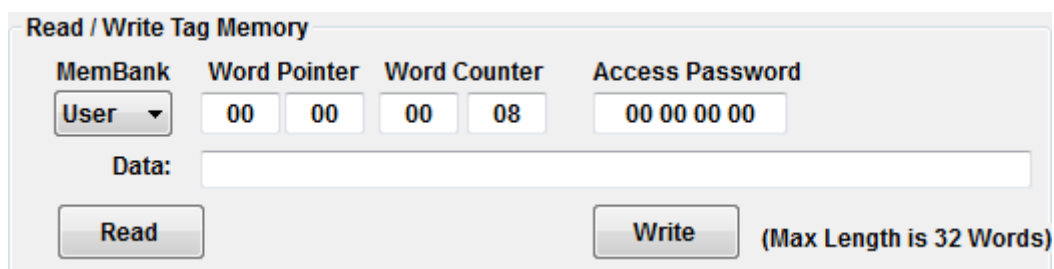 Read / Write Tag Memory
MemBank Word Pointer Word Counter Access Password
User 00 00 00 08 00 00 00 00
Data:
Read Write (Max Length is 32 Words)